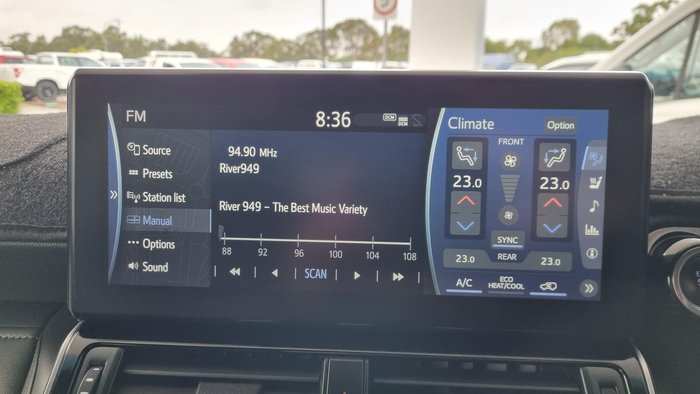 FM
8:36
DCM
DCM
Source
Presets
Station list
Manual
Options
Sound
94.90 MHz
River949
River 949 - The Best Music Variety
88 92 96 100 104 108
SCAN
Climate
Option
FRONT
23.0
23.0
SYNC
23.0 REAR 23.0
A/C
ECO
HEAT/COOL